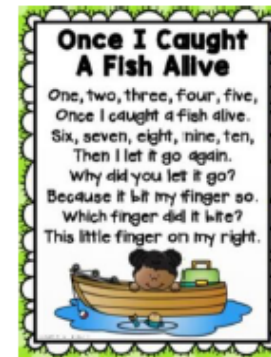 Once I Caught
A Fish Alive
One, two, three, four, five,
Once I caught a fish alive.
Six, seven, eight, nine, ten,
Then I let it go again.
Why did you let it go?
Because it bit my finger so.
Which finger did it bite?
This little finger on my right.